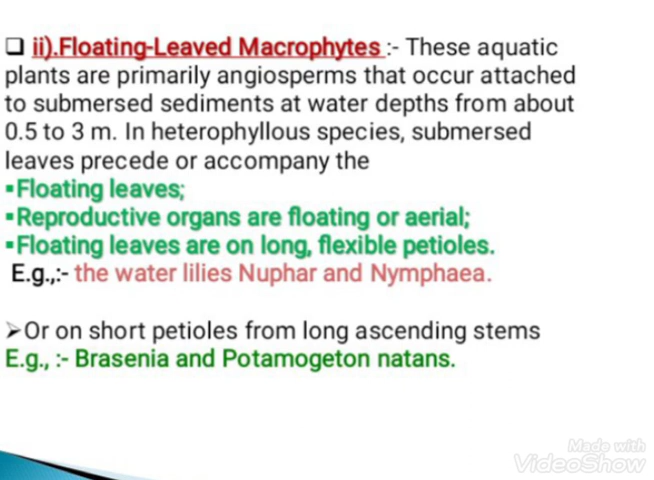 ❑ ii).Floating-Leaved Macrophytes :- These aquatic
plants are primarily angiosperms that occur attached
to submersed sediments at water depths from about
0.5 to 3 m. In heterophyllous species, submersed
leaves precede or accompany the
▪Floating leaves;
▪Reproductive organs are floating or aerial;
▪Floating leaves are on long, flexible petioles.
E.g.,:- the water lilies Nuphar and Nymphaea.
➢Or on short petioles from long ascending stems
E.g., :- Brasenia and Potamogeton natans.
Made with
VideoShow